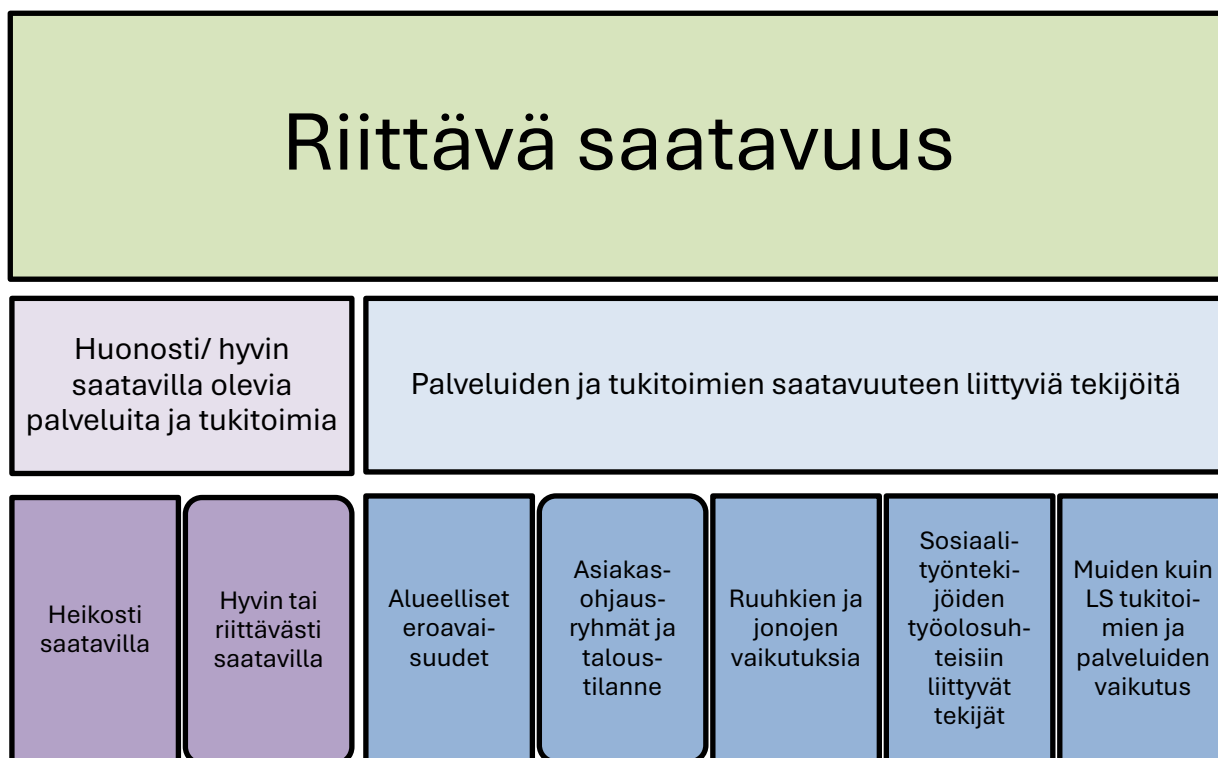 Riittävä saatavuus
Huonosti/ hyvin
saatavilla olevia
palveluita ja tukitoimia
Palveluiden ja tukitoimien saatavuuteen liittyviä tekijöitä
Heikosti
saatavilla
Hyvin tai
riittävästi
saatavilla
Alueelliset
eroavai-
suudet
Asiakas-
ohjaus-
ryhmät ja
talous-
tilanne
Ruuhkien ja
jonojen
vaikutuksia
Sosiaali-
työnteki-
jöiden
työolosuh-
teisiin
liittyvät
tekijät
Muiden kuin
LS tukitoi-
mien ja
palveluiden
vaikutus